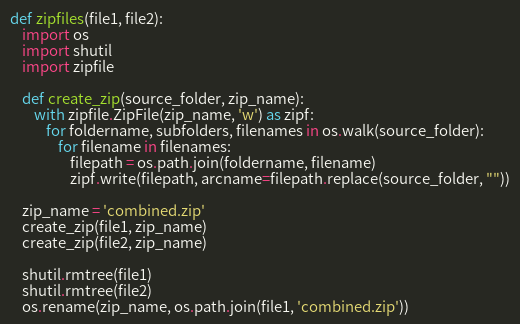 def zipfiles(file1, file2):
    import os
    import shutil
    import zipfile

    def create_zip(source_folder, zip_name):
        with zipfile.ZipFile(zip_name, 'w') as zipf:
            for foldername, subfolders, filenames in os.walk(source_folder):
                for filename in filenames:
                    filepath = os.path.join(foldername, filename)
                    zipf.write(filepath, arcname=filepath.replace(source_folder, ""))

    zip_name = 'combined.zip'
    create_zip(file1, zip_name)
    create_zip(file2, zip_name)

    shutil.rmtree(file1)
    shutil.rmtree(file2)
    os.rename(zip_name, os.path.join(file1, 'combined.zip'))